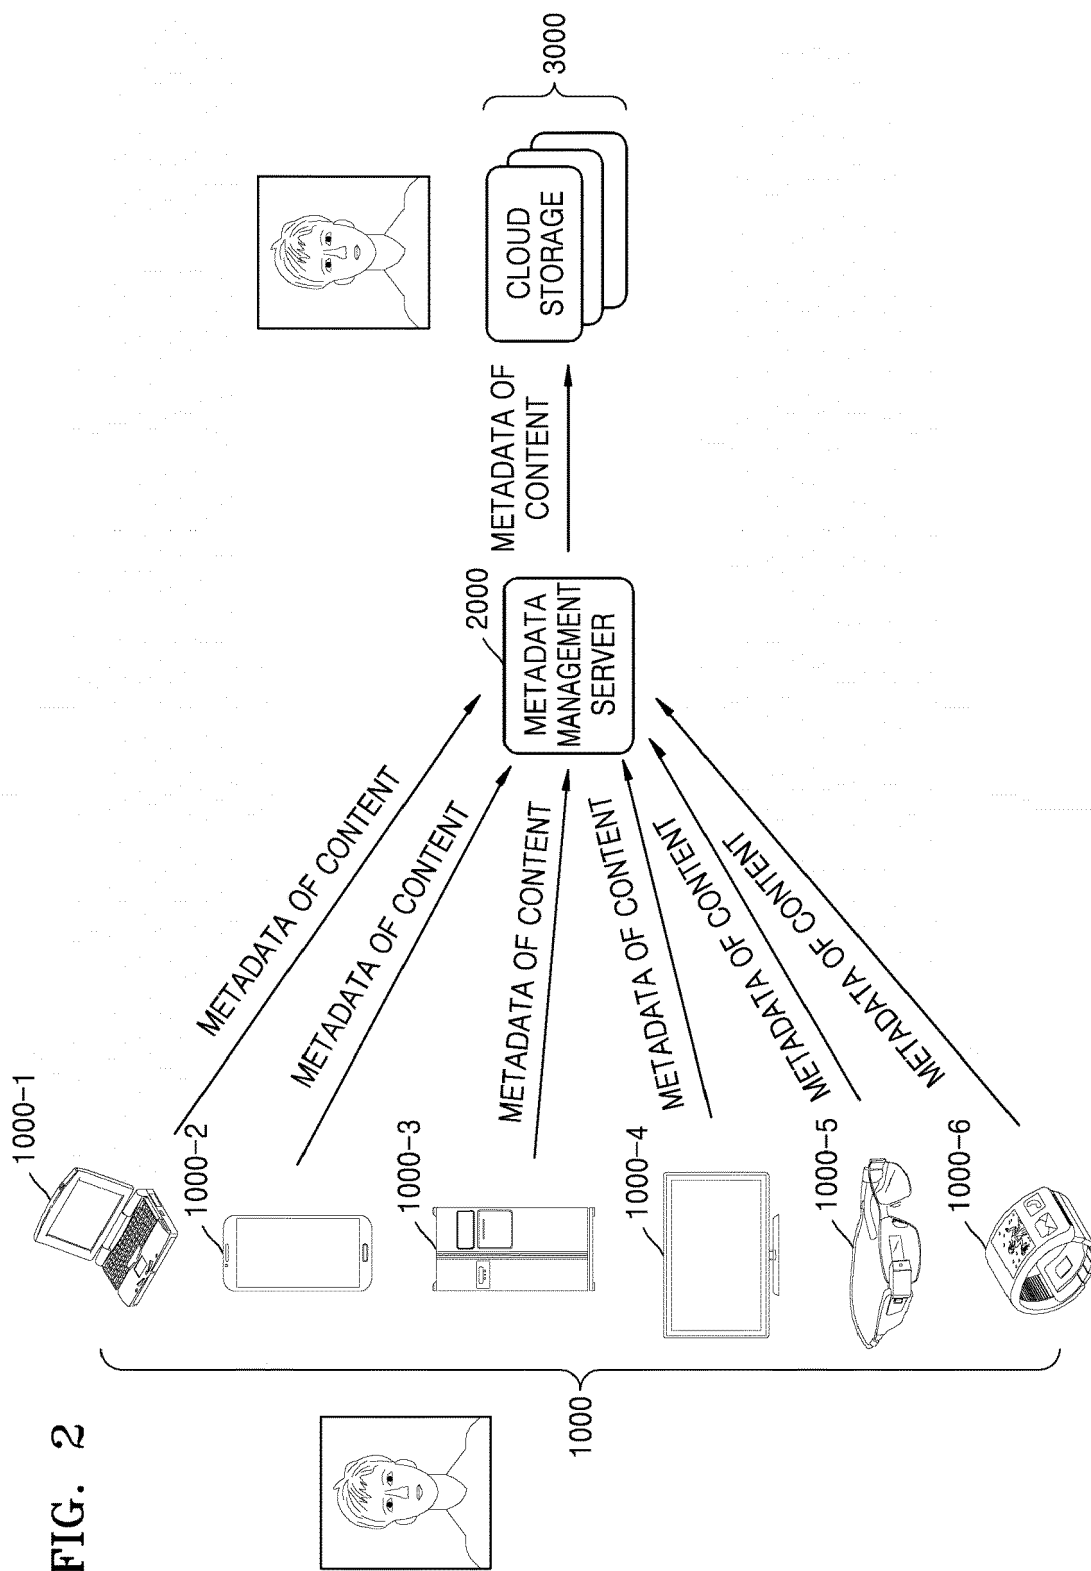 FIG. 2
1000
1000-1
1000-2
1000-3
1000-4
1000-5
1000-6
METADATA OF CONTENT
METADATA OF CONTENT
METADATA OF CONTENT
METADATA OF CONTENT
METADATA OF CONTENT
METADATA OF CONTENT
2000
METADATA
MANAGEMENT
SERVER
METADATA OF
CONTENT
CLOUD
STORAGE
3000